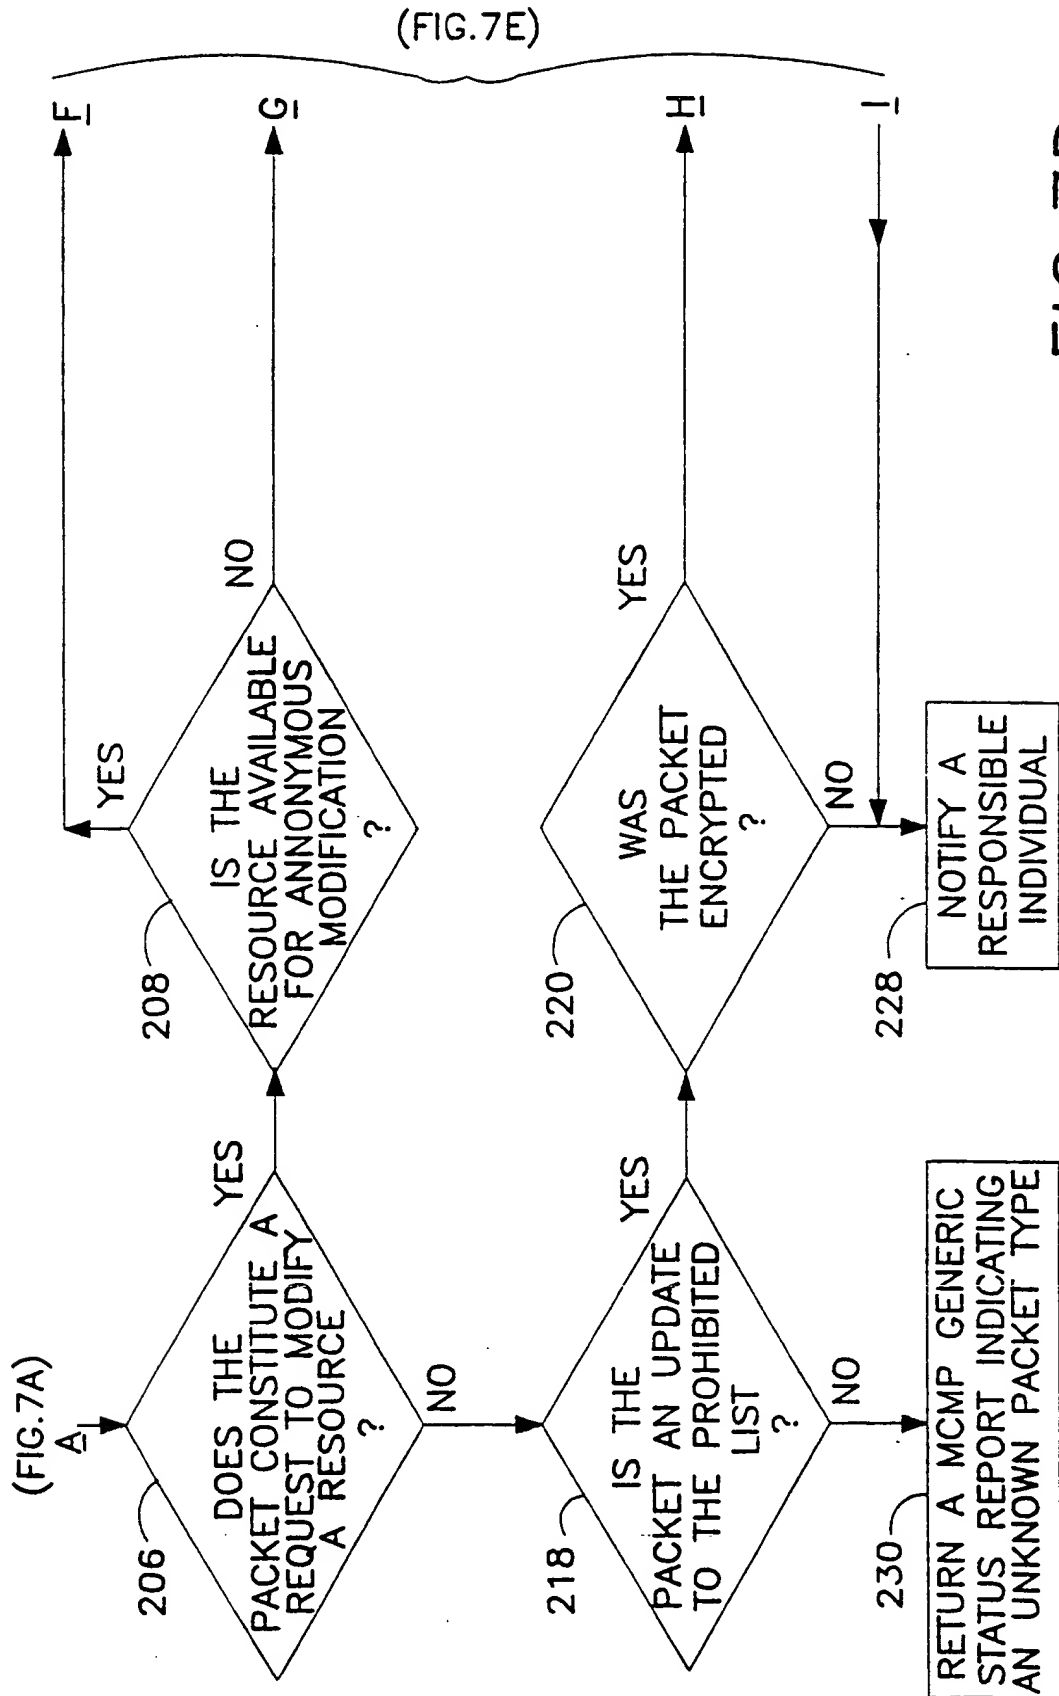 (FIG.7A)
A
206
DOES THE
PACKET CONSTITUTE A
REQUEST TO MODIFY
A RESOURCE
?
YES
NO
208
IS THE
RESOURCE AVAILABLE
FOR ANNONYMOUS
MODIFICATION
?
YES
NO
F
G
(FIG.7E)
218
IS THE
PACKET AN UPDATE
TO THE PROHIBITED
LIST
?
YES
NO
220
WAS
THE PACKET
ENCRYPTED
?
YES
NO
H
I
230
RETURN A MCMP GENERIC
STATUS REPORT INDICATING
AN UNKNOWN PACKET TYPE
228
NOTIFY A
RESPONSIBLE
INDIVIDUAL